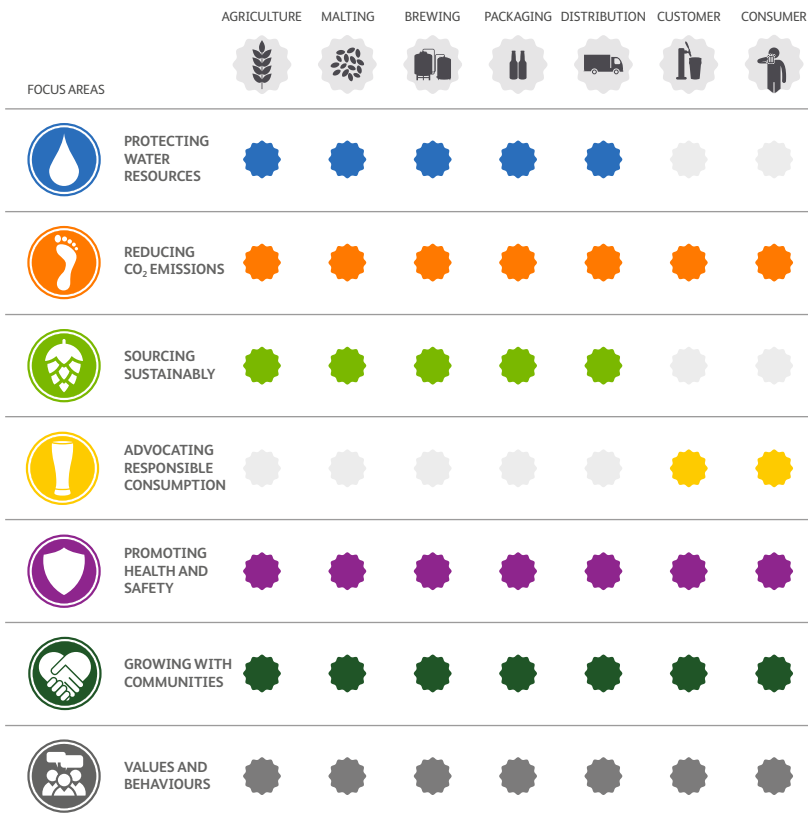 AGRICULTURE MALTING BREWING PACKAGING DISTRIBUTION CUSTOMER CONSUMER
FOCUS AREAS
PROTECTING
WATER
RESOURCES
REDUCING
CO₂ EMISSIONS
SOURCING
SUSTAINABLY
ADVOCATING
RESPONSIBLE
CONSUMPTION
PROMOTING
HEALTH AND
SAFETY
GROWING WITH
COMMUNITIES
VALUES AND
BEHAVIOURS